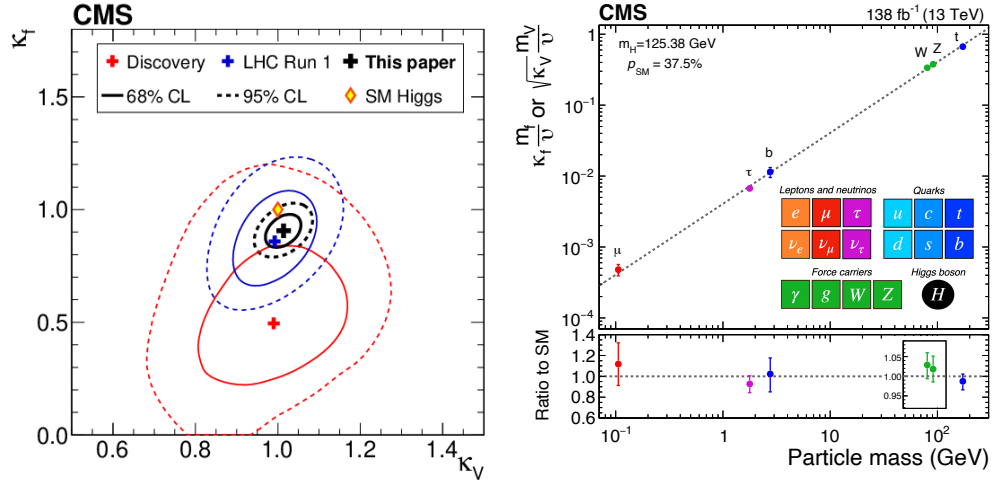 CMS
κf
Discovery LHC Run 1 This paper
68% CL 95% CL SM Higgs
1.5
1.0
0.5
0.0
0.6 0.8 1.0 1.2 1.4
κV
CMS 138 fb⁻¹ (13 TeV)
κf mf/υ or √κV mV/υ
mH=125.38 GeV
pSM = 37.5%
1
10⁻¹
10⁻²
10⁻³
10⁻⁴
μ
τ
b
W Z
t
Leptons and neutrinos Quarks
e μ τ u c t
νe νμ ντ d s b
Force carriers Higgs boson
γ g W Z H
Ratio to SM
1.4
1.2
1.0
0.8
0.6
1.05
1.00
0.95
10⁻¹ 1 10 10²
Particle mass (GeV)